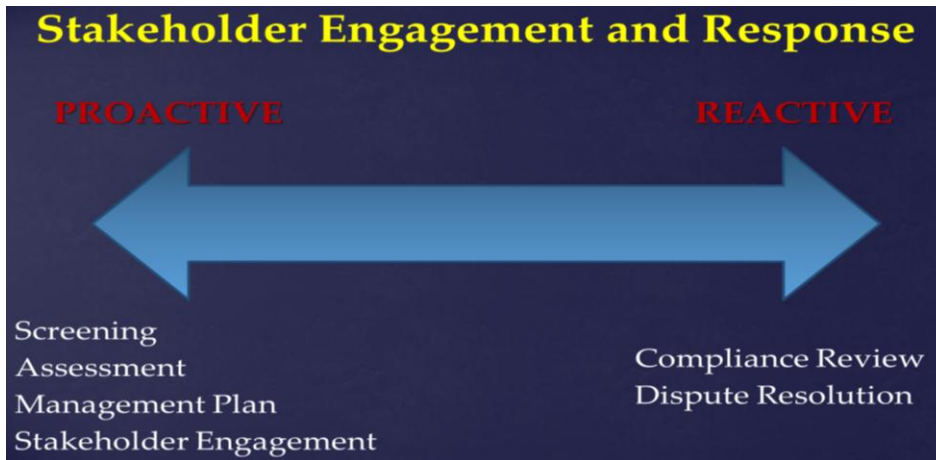 Stakeholder Engagement and Response
PROACTIVE
REACTIVE
Screening
Assessment
Management Plan
Stakeholder Engagement
Compliance Review
Dispute Resolution